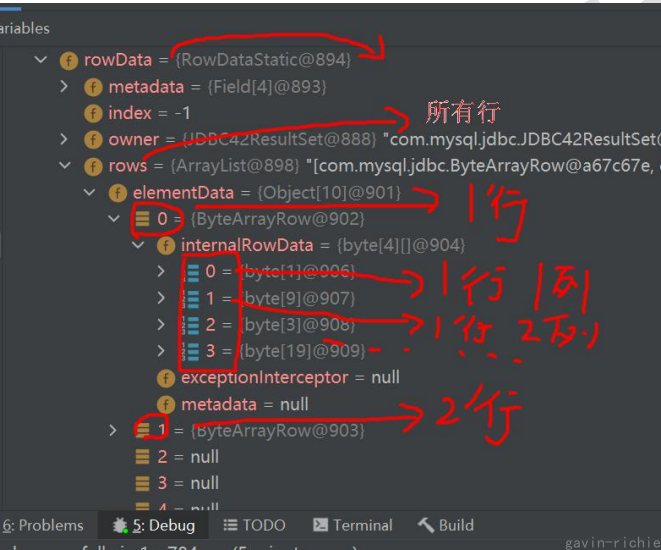 ariables
rowData = {RowDataStatic@894}
metadata = {Field[4]@893}
index = -1
所有行
owner = {JDBC42ResultSet@888} "com.mysql.jdbc.JDBC42ResultSet@
rows = {ArrayList@898} "[com.mysql.jdbc.ByteArrayRow@a67c67e,
elementData = {Object[10]@901}
0 = {ByteArrayRow@902}
1行
internalRowData = {byte[4][]@904}
0 = {byte[1]@906}
1行1列
1 = {byte[9]@907}
2 = {byte[3]@908}
1行2列
3 = {byte[19]@909}
exceptionInterceptor = null
metadata = null
2行
1 = {ByteArrayRow@903}
2 = null
3 = null
4 = null
6: Problems 5: Debug TODO Terminal Build
gavin-richie